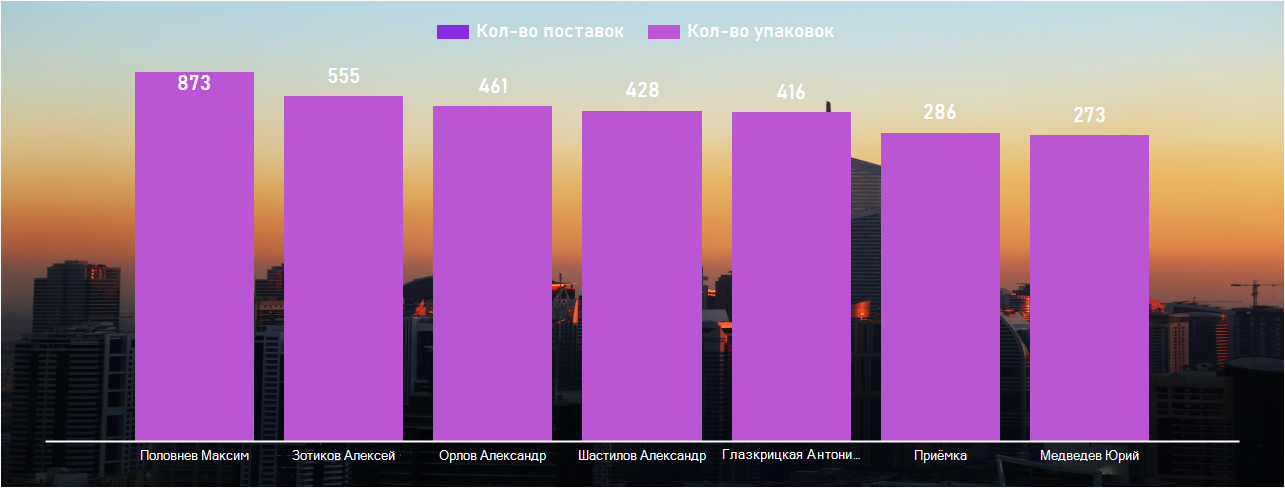 Кол-во поставок Кол-во упаковок
873 555 461 428 416 286 273
Половнев Максим Зотиков Алексей Орлов Александр Шастилов Александр Глазкрицкая Антони... Приёмка Медведев Юрий